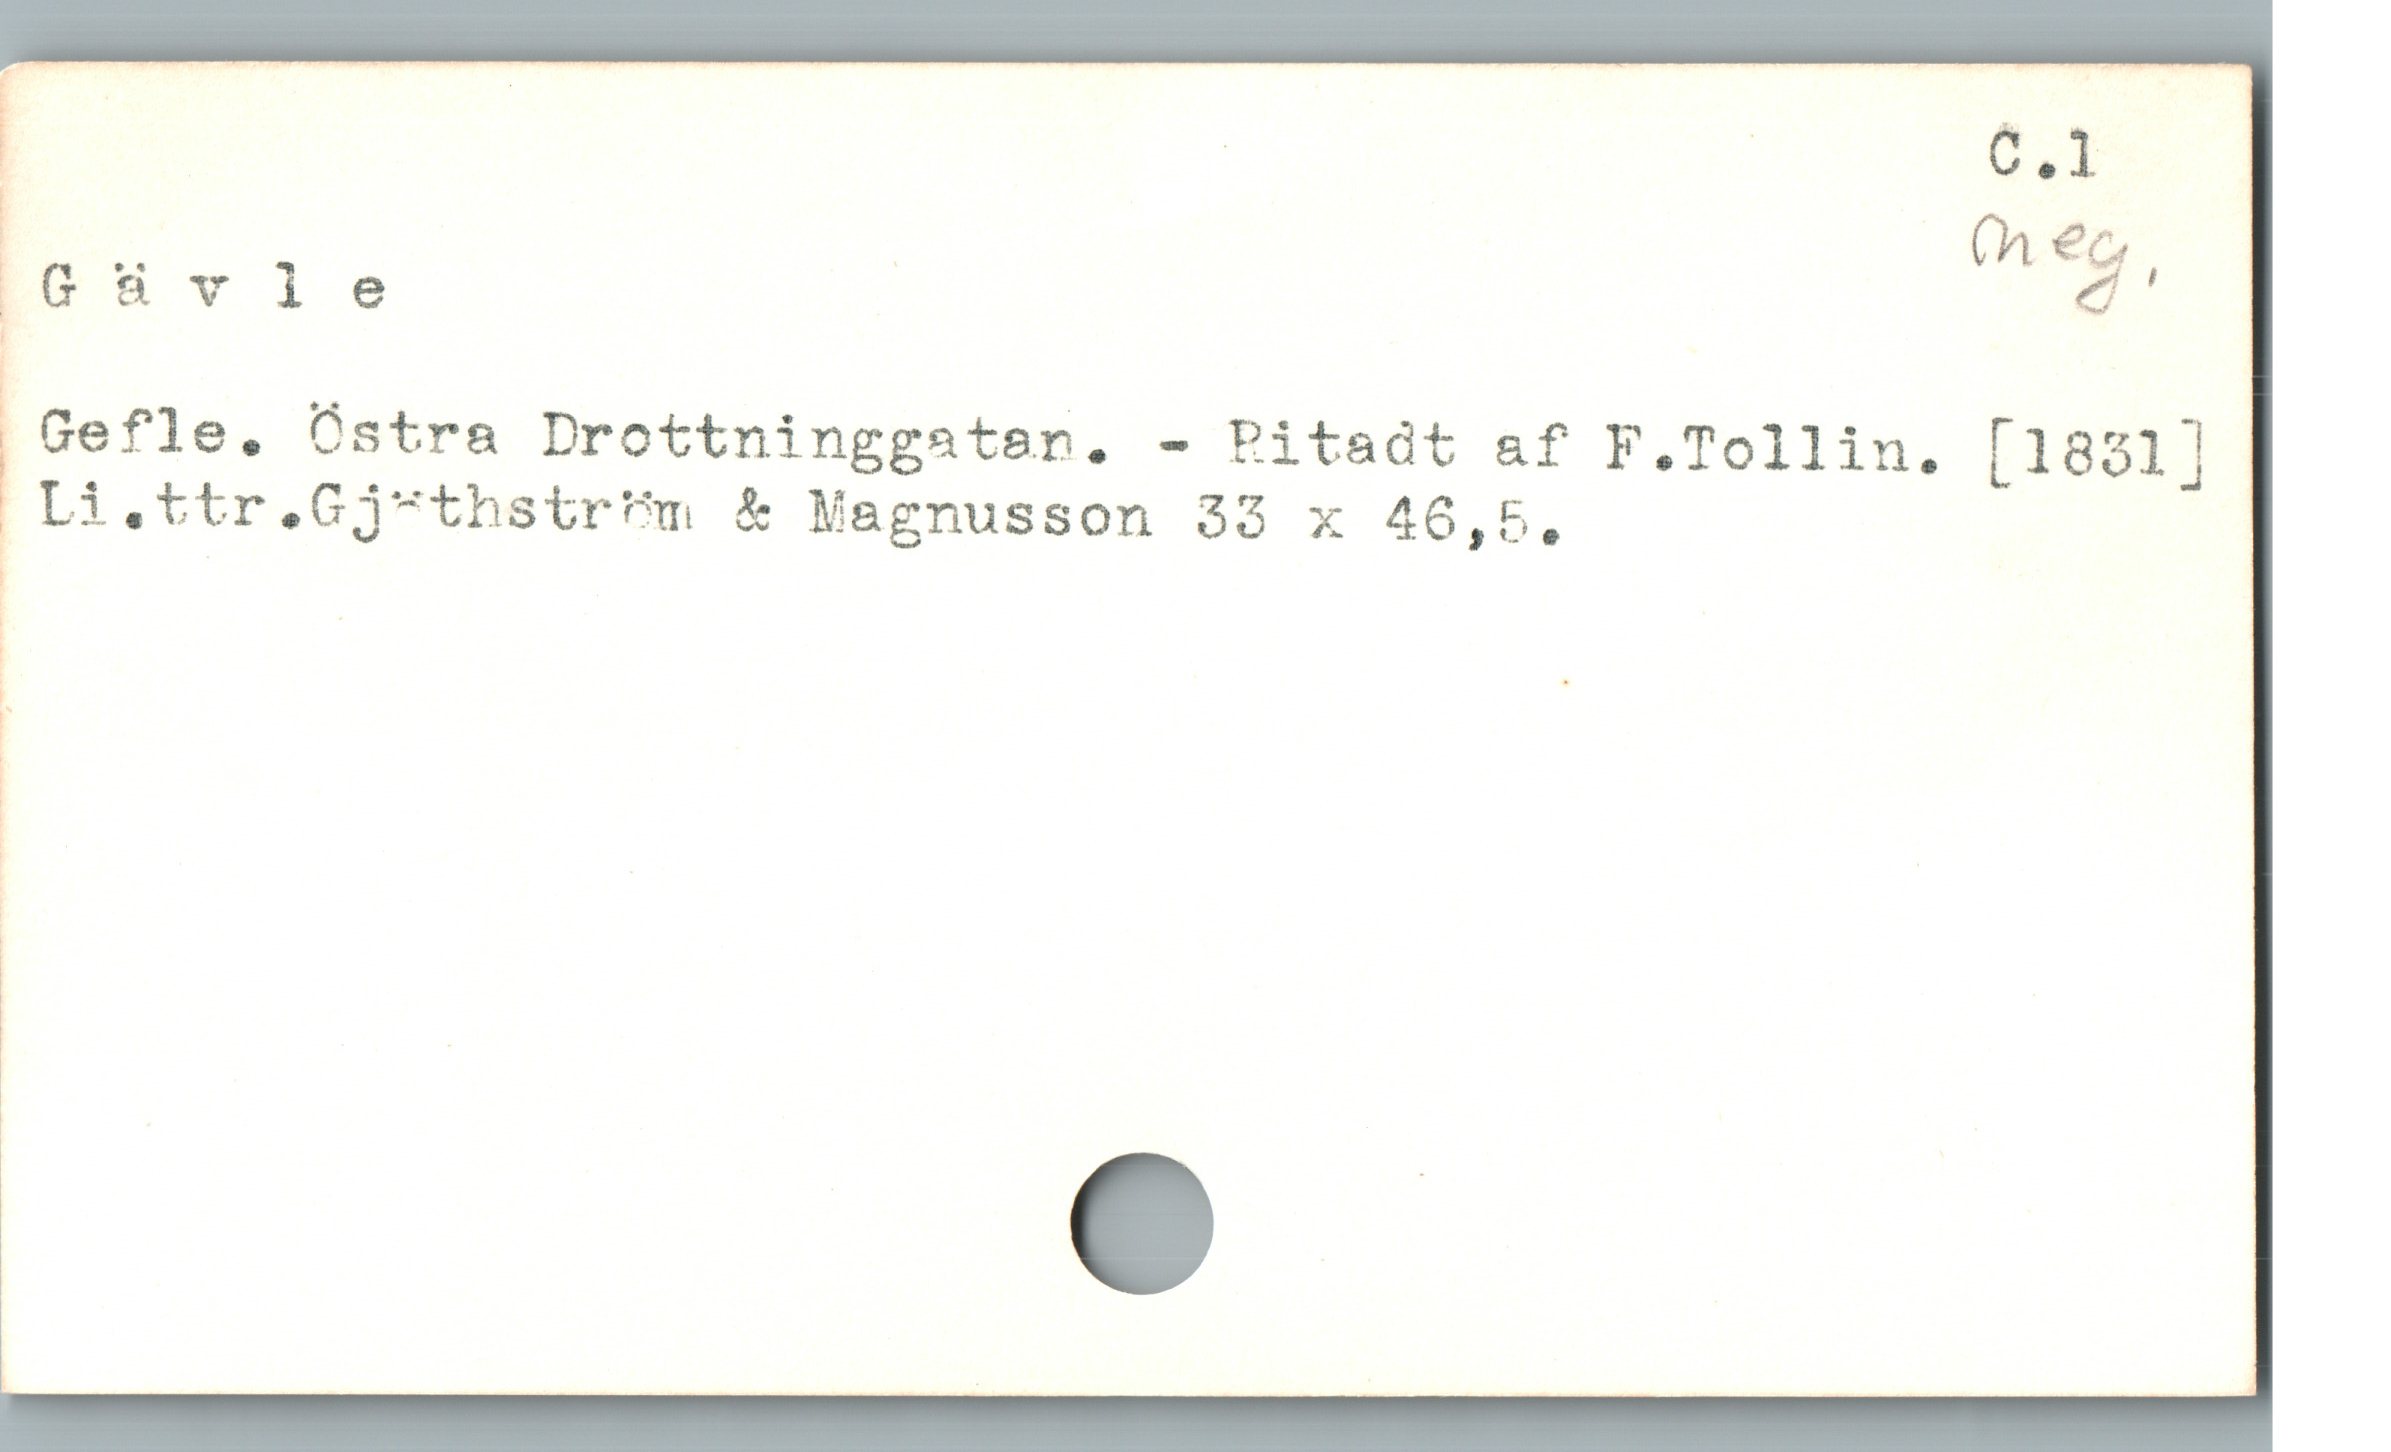 C.1
neg.
G ä v l e
Gefle. Östra Drottninggatan. - Ritadt af F.Tollin. [1831]
Li.ttr.Gjöthström & Magnusson 33 x 46,5.